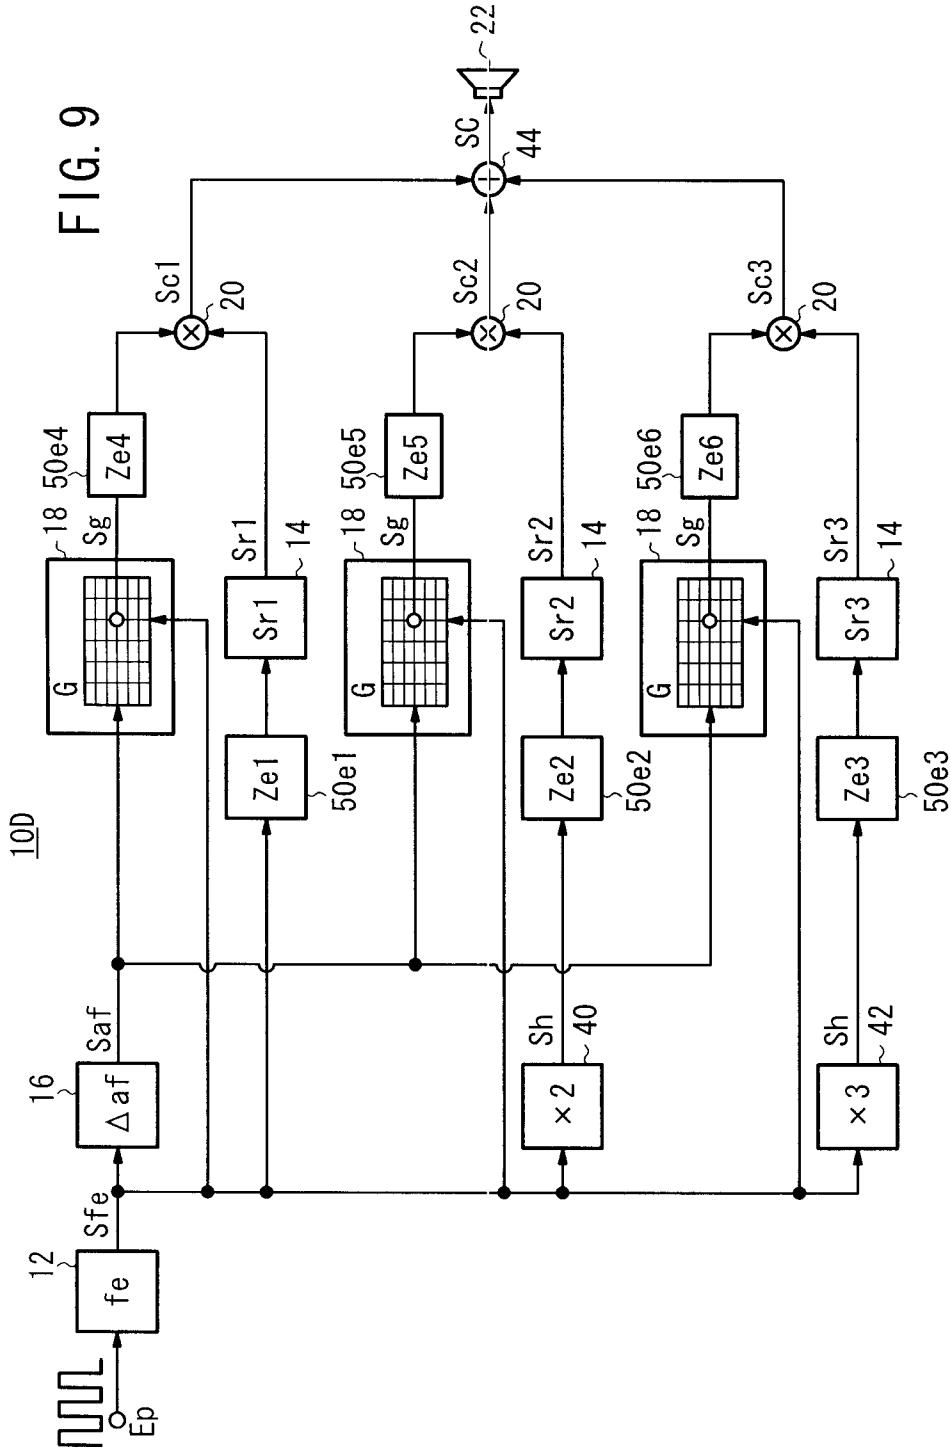 FIG. 9
10D
Ep
12
fe
Sfe
16
Δaf
Saf
18
G
Sg
50e4
Ze4
Sc1
20
Ze1
50e1
Sr1
14
Sr1
18
G
Sg
50e5
Ze5
Sc2
20
44
SC
22
×2
Sh
40
Ze2
50e2
Sr2
14
Sr2
18
G
Sg
50e6
Ze6
Sc3
20
×3
Sh
42
Ze3
50e3
Sr3
14
Sr3